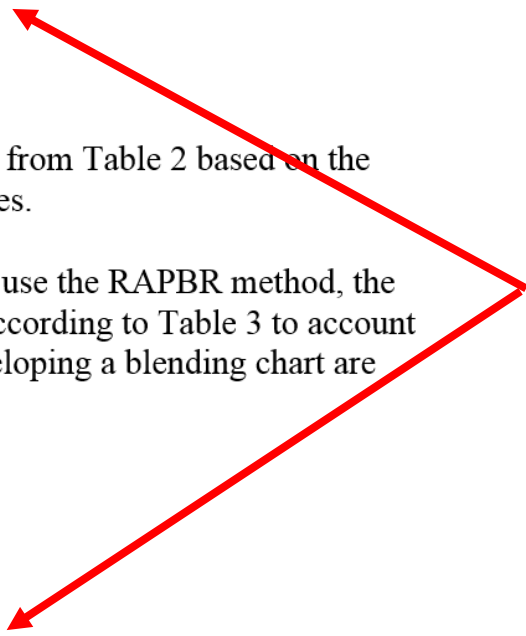 from Table 2 based on the
es.
use the RAPBR method, the
ccording to Table 3 to account
eloping a blending chart are